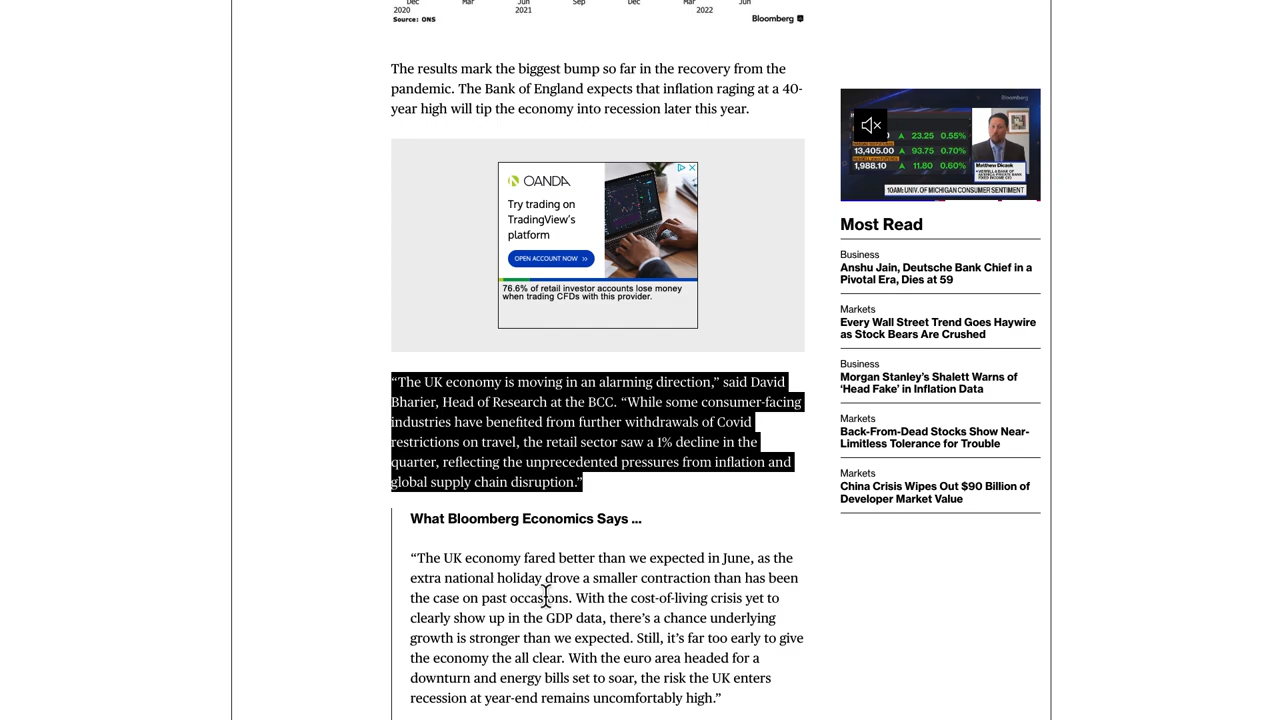 Dec Mar Jun Sep Dec Mar Jun
2020 2021 2022
Source: ONS
Bloomberg
The results mark the biggest bump so far in the recovery from the
pandemic. The Bank of England expects that inflation raging at a 40-
year high will tip the economy into recession later this year.
OANDA
Try trading on
TradingView's
platform
OPEN ACCOUNT NOW »
76.6% of retail investor accounts lose money
when trading CFDs with this provider.
“The UK economy is moving in an alarming direction,” said David
Bharier, Head of Research at the BCC. “While some consumer-facing
industries have benefited from further withdrawals of Covid
restrictions on travel, the retail sector saw a 1% decline in the
quarter, reflecting the unprecedented pressures from inflation and
global supply chain disruption.”
What Bloomberg Economics Says ...
“The UK economy fared better than we expected in June, as the
extra national holiday drove a smaller contraction than has been
the case on past occasions. With the cost-of-living crisis yet to
clearly show up in the GDP data, there’s a chance underlying
growth is stronger than we expected. Still, it’s far too early to give
the economy the all clear. With the euro area headed for a
downturn and energy bills set to soar, the risk the UK enters
recession at year-end remains uncomfortably high.”
Bloomberg
23.25 0.55%
13,405.00 93.75 0.70%
1,988.10 11.80 0.60%
10AM: UNIV. OF MICHIGAN CONSUMER SENTIMENT
Most Read
Business
Anshu Jain, Deutsche Bank Chief in a
Pivotal Era, Dies at 59
Markets
Every Wall Street Trend Goes Haywire
as Stock Bears Are Crushed
Business
Morgan Stanley’s Shalett Warns of
‘Head Fake’ in Inflation Data
Markets
Back-From-Dead Stocks Show Near-
Limitless Tolerance for Trouble
Markets
China Crisis Wipes Out $90 Billion of
Developer Market Value